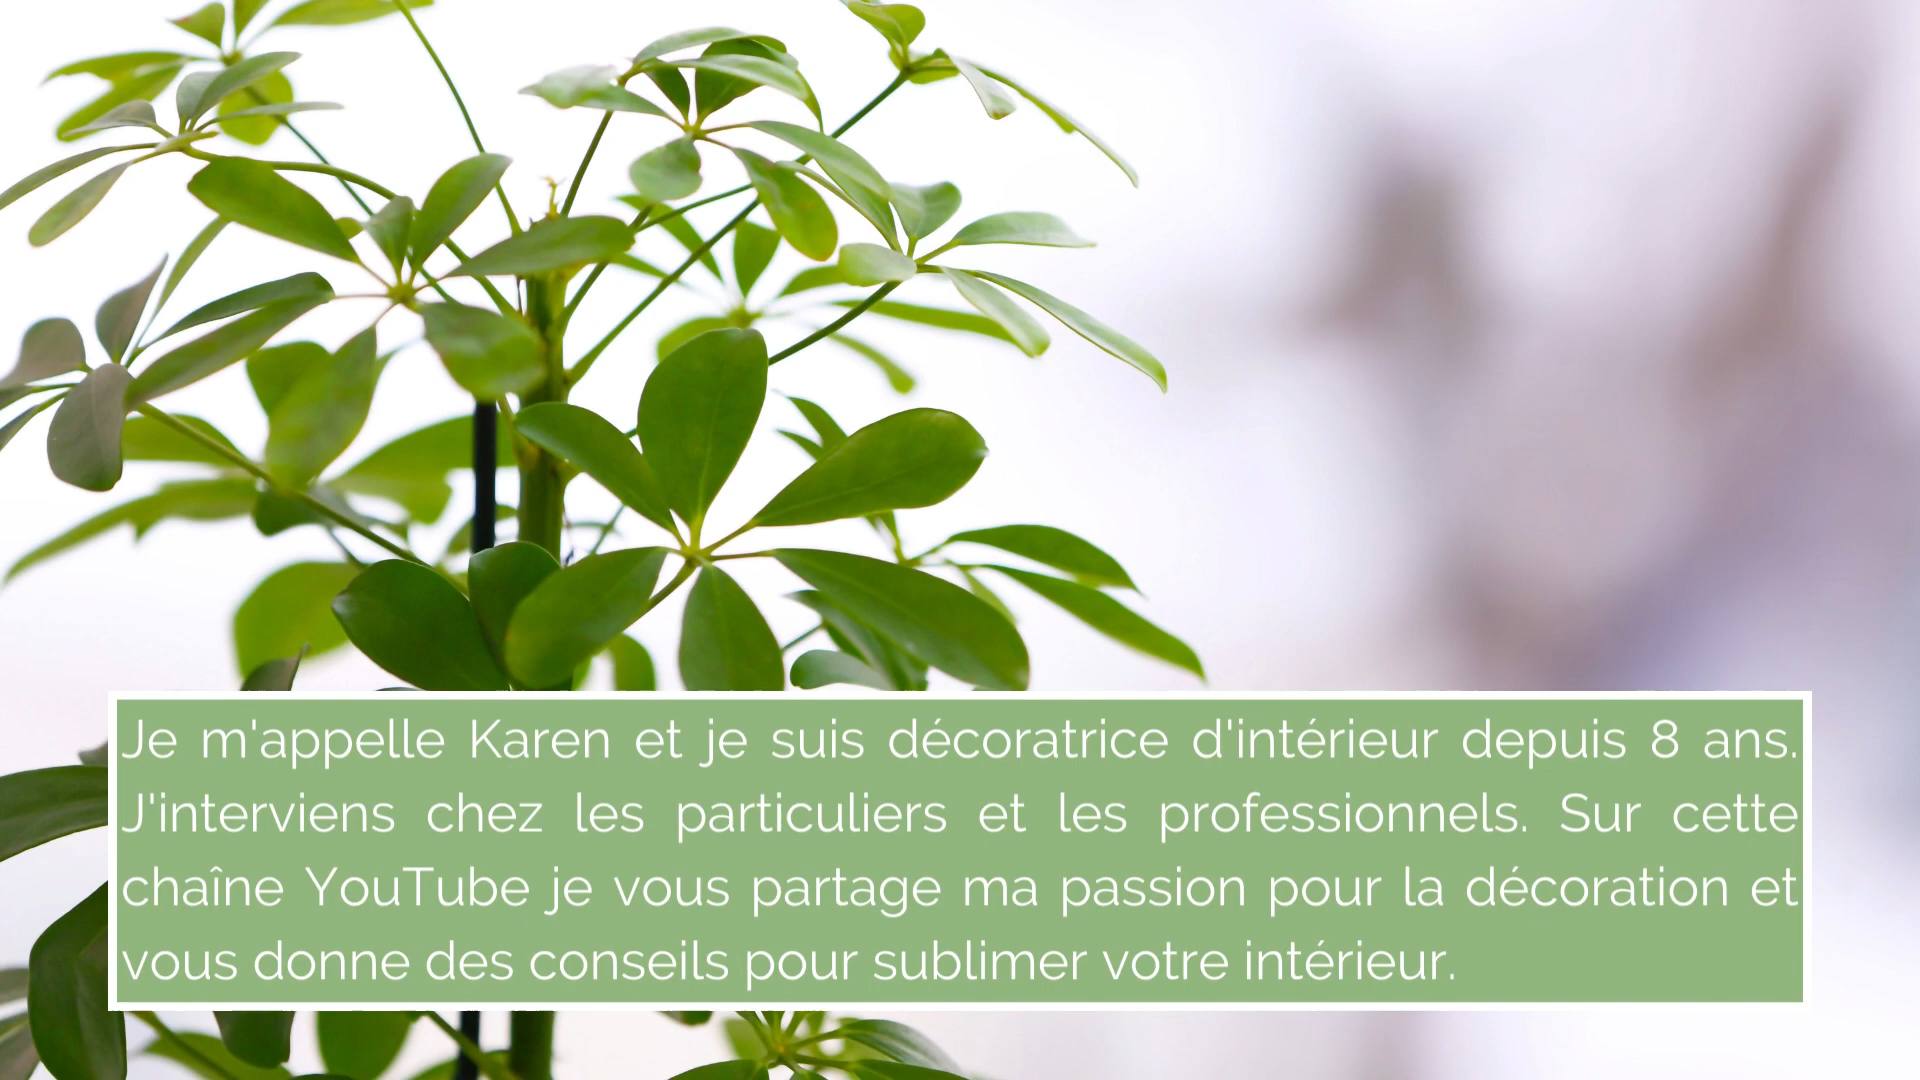 Je m'appelle Karen et je suis décoratrice d'intérieur depuis 8 ans.
J'interviens chez les particuliers et les professionnels. Sur cette
chaîne YouTube je vous partage ma passion pour la décoration et
vous donne des conseils pour sublimer votre intérieur.